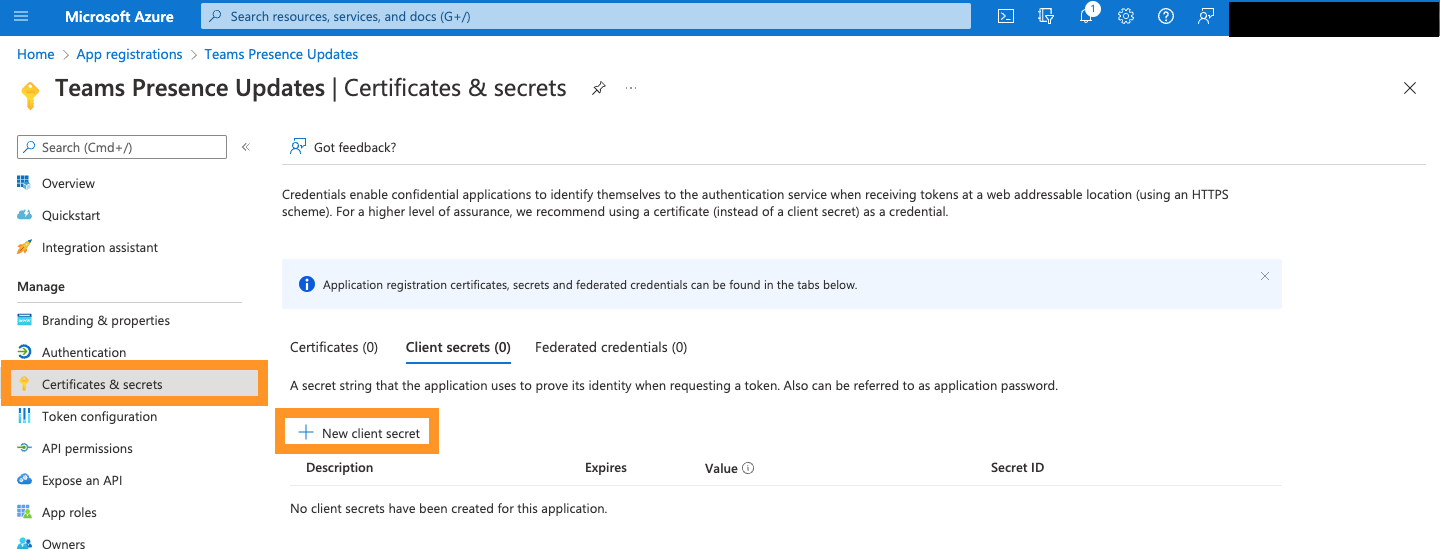 Microsoft Azure
Search resources, services, and docs (G+/)
1
Home > App registrations > Teams Presence Updates
Teams Presence Updates | Certificates & secrets
Search (Cmd+/)
Overview
Quickstart
Integration assistant
Manage
Branding & properties
Authentication
Certificates & secrets
Token configuration
API permissions
Expose an API
App roles
Owners
Got feedback?
Credentials enable confidential applications to identify themselves to the authentication service when receiving tokens at a web addressable location (using an HTTPS
scheme). For a higher level of assurance, we recommend using a certificate (instead of a client secret) as a credential.
Application registration certificates, secrets and federated credentials can be found in the tabs below.
Certificates (0) Client secrets (0) Federated credentials (0)
A secret string that the application uses to prove its identity when requesting a token. Also can be referred to as application password.
New client secret
Description Expires Value Secret ID
No client secrets have been created for this application.